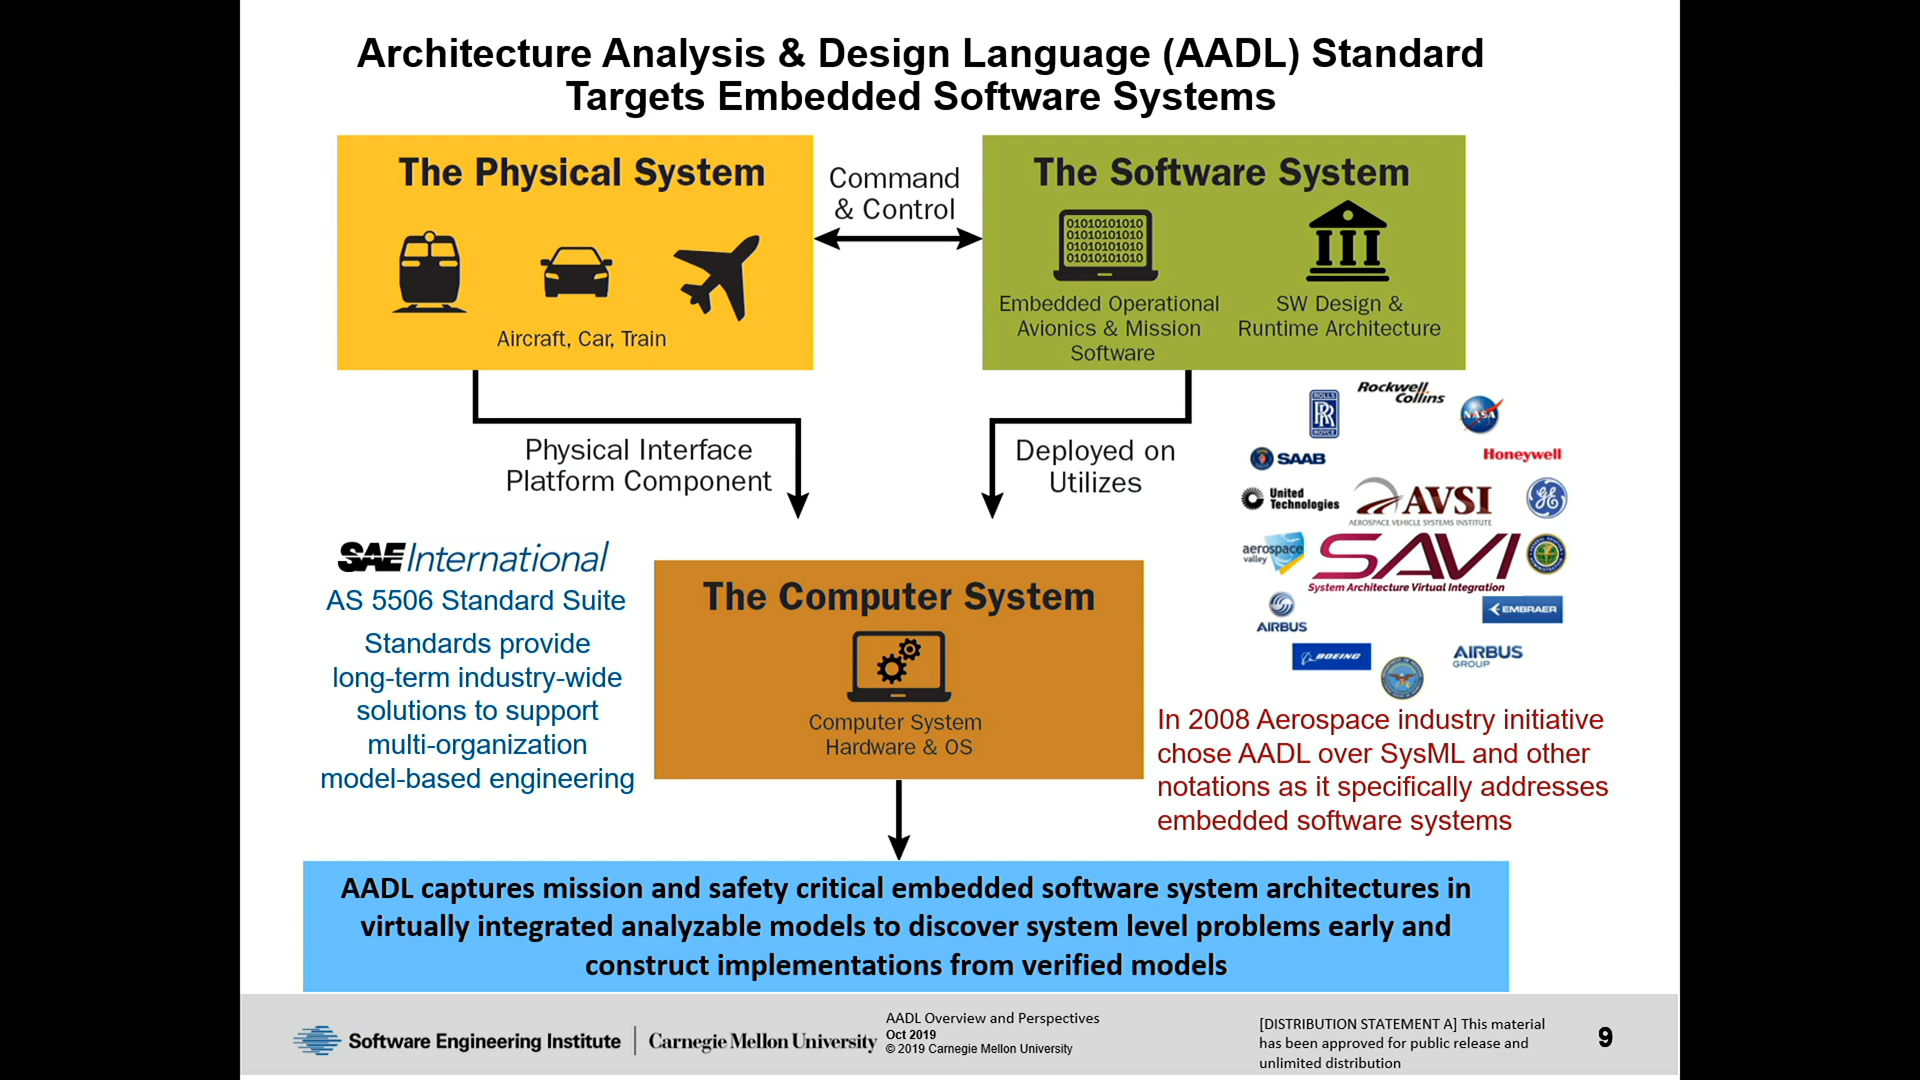 Architecture Analysis & Design Language (AADL) Standard
Targets Embedded Software Systems
The Physical System
Aircraft, Car, Train
Command
& Control
The Software System
01010101010
01010101010
01010101010
01010101010
Embedded Operational
Avionics & Mission
Software
SW Design &
Runtime Architecture
Physical Interface
Platform Component
Deployed on
Utilizes
Rockwell
Collins
ROLLS
RR
ROYCE
NASA
SAAB
Honeywell
United
Technologies
AVSI
AEROSPACE VEHICLE SYSTEMS INSTITUTE
GE
aerospace
valley
SAVI
System Architecture Virtual Integration
AIRBUS
EMBRAER
BOEING
AIRBUS
GROUP
SAE International
AS 5506 Standard Suite
Standards provide
long-term industry-wide
solutions to support
multi-organization
model-based engineering
The Computer System
Computer System
Hardware & OS
In 2008 Aerospace industry initiative
chose AADL over SysML and other
notations as it specifically addresses
embedded software systems
AADL captures mission and safety critical embedded software system architectures in
virtually integrated analyzable models to discover system level problems early and
construct implementations from verified models
Software Engineering Institute | Carnegie Mellon University
AADL Overview and Perspectives
Oct 2019
© 2019 Carnegie Mellon University
[DISTRIBUTION STATEMENT A] This material
has been approved for public release and
unlimited distribution
9